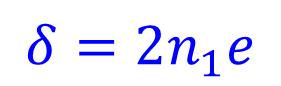 δ = 2n₁e